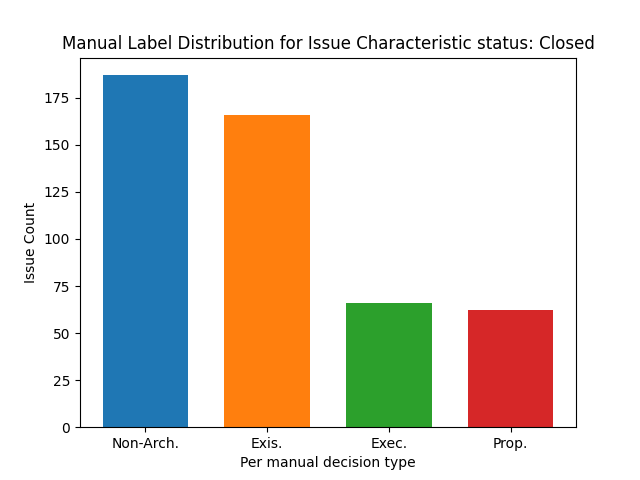 Manual Label Distribution for Issue Characteristic status: Closed
175
150
125
100
75
50
25
0
Issue Count
Non-Arch. Exis. Exec. Prop.
Per manual decision type